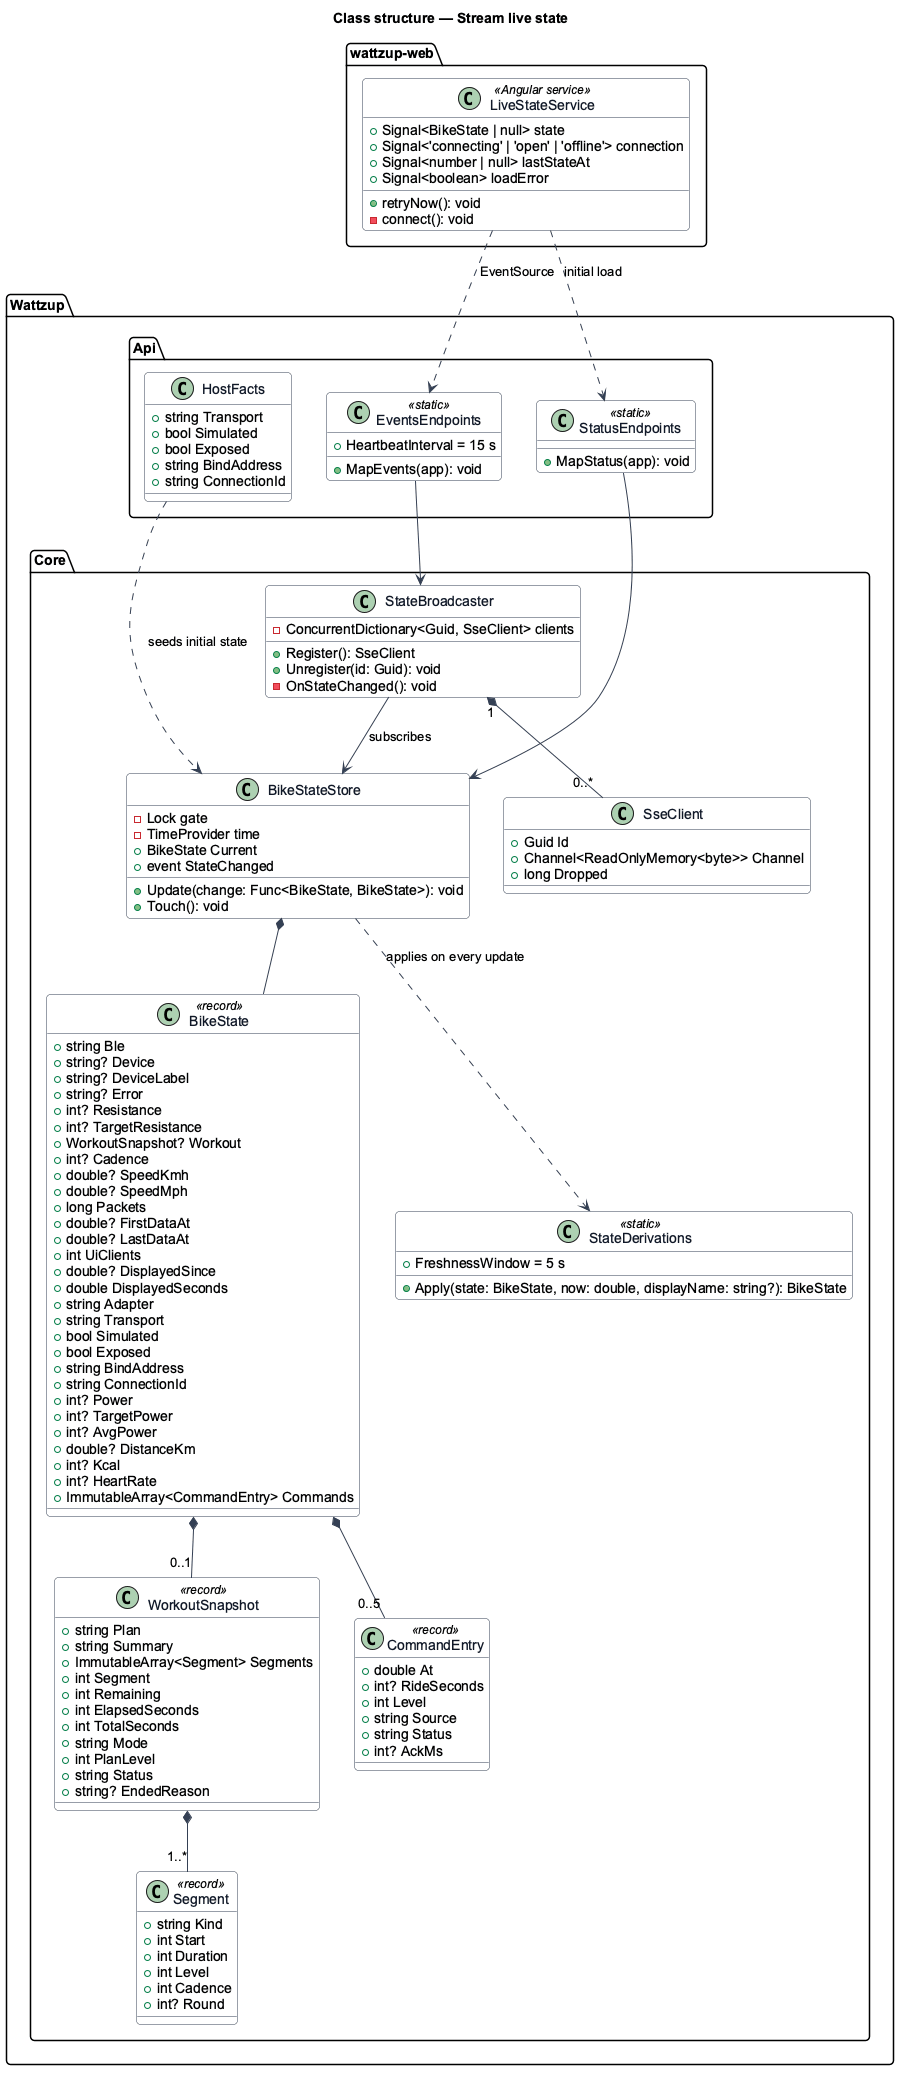 Class structure — Stream live state
wattzup-web
C
«Angular service»
LiveStateService
Signal<BikeState | null> state
Signal<'connecting' | 'open' | 'offline'> connection
Signal<number | null> lastStateAt
Signal<boolean> loadError
retryNow(): void
connect(): void
EventSource
initial load
Wattzup
Api
C
HostFacts
string Transport
bool Simulated
bool Exposed
string BindAddress
string ConnectionId
C
«static»
EventsEndpoints
HeartbeatInterval = 15 s
MapEvents(app): void
C
«static»
StatusEndpoints
MapStatus(app): void
Core
C
StateBroadcaster
ConcurrentDictionary<Guid, SseClient> clients
Register(): SseClient
Unregister(id: Guid): void
OnStateChanged(): void
seeds initial state
1
subscribes
0..*
C
BikeStateStore
Lock gate
TimeProvider time
BikeState Current
event StateChanged
Update(change: Func<BikeState, BikeState>): void
Touch(): void
C
SseClient
Guid Id
Channel<ReadOnlyMemory<byte>> Channel
long Dropped
applies on every update
C
«record»
BikeState
string Ble
string? Device
string? DeviceLabel
string? Error
int? Resistance
int? TargetResistance
WorkoutSnapshot? Workout
int? Cadence
double? SpeedKmh
double? SpeedMph
long Packets
double? FirstDataAt
double? LastDataAt
int UiClients
double? DisplayedSince
double DisplayedSeconds
string Adapter
string Transport
bool Simulated
bool Exposed
string BindAddress
string ConnectionId
int? Power
int? TargetPower
int? AvgPower
double? DistanceKm
int? Kcal
int? HeartRate
ImmutableArray<CommandEntry> Commands
C
«static»
StateDerivations
FreshnessWindow = 5 s
Apply(state: BikeState, now: double, displayName: string?): BikeState
0..1
0..5
C
«record»
WorkoutSnapshot
string Plan
string Summary
ImmutableArray<Segment> Segments
int Segment
int Remaining
int ElapsedSeconds
int TotalSeconds
string Mode
int PlanLevel
string Status
string? EndedReason
C
«record»
CommandEntry
double At
int? RideSeconds
int Level
string Source
string Status
int? AckMs
1..*
C
«record»
Segment
string Kind
int Start
int Duration
int Level
int Cadence
int? Round